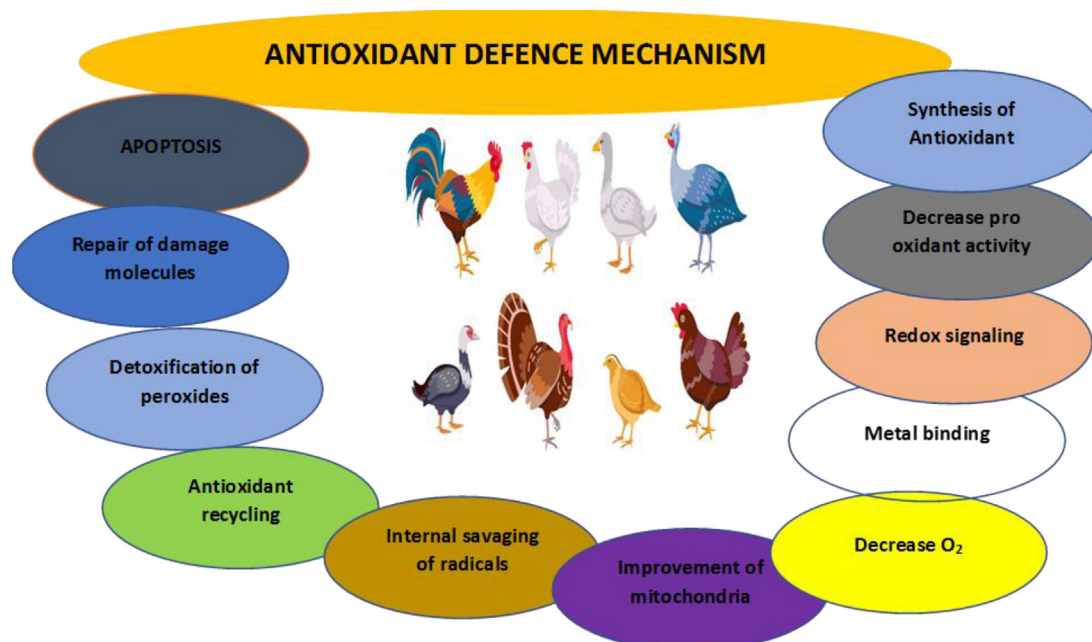 ANTIOXIDANT DEFENCE MECHANISM
APOPTOSIS
Repair of damage
molecules
Detoxification of
peroxides
Antioxidant
recycling
Internal savaging
of radicals
Improvement of
mitochondria
Decrease O₂
Metal binding
Redox signaling
Decrease pro
oxidant activity
Synthesis of
Antioxidant